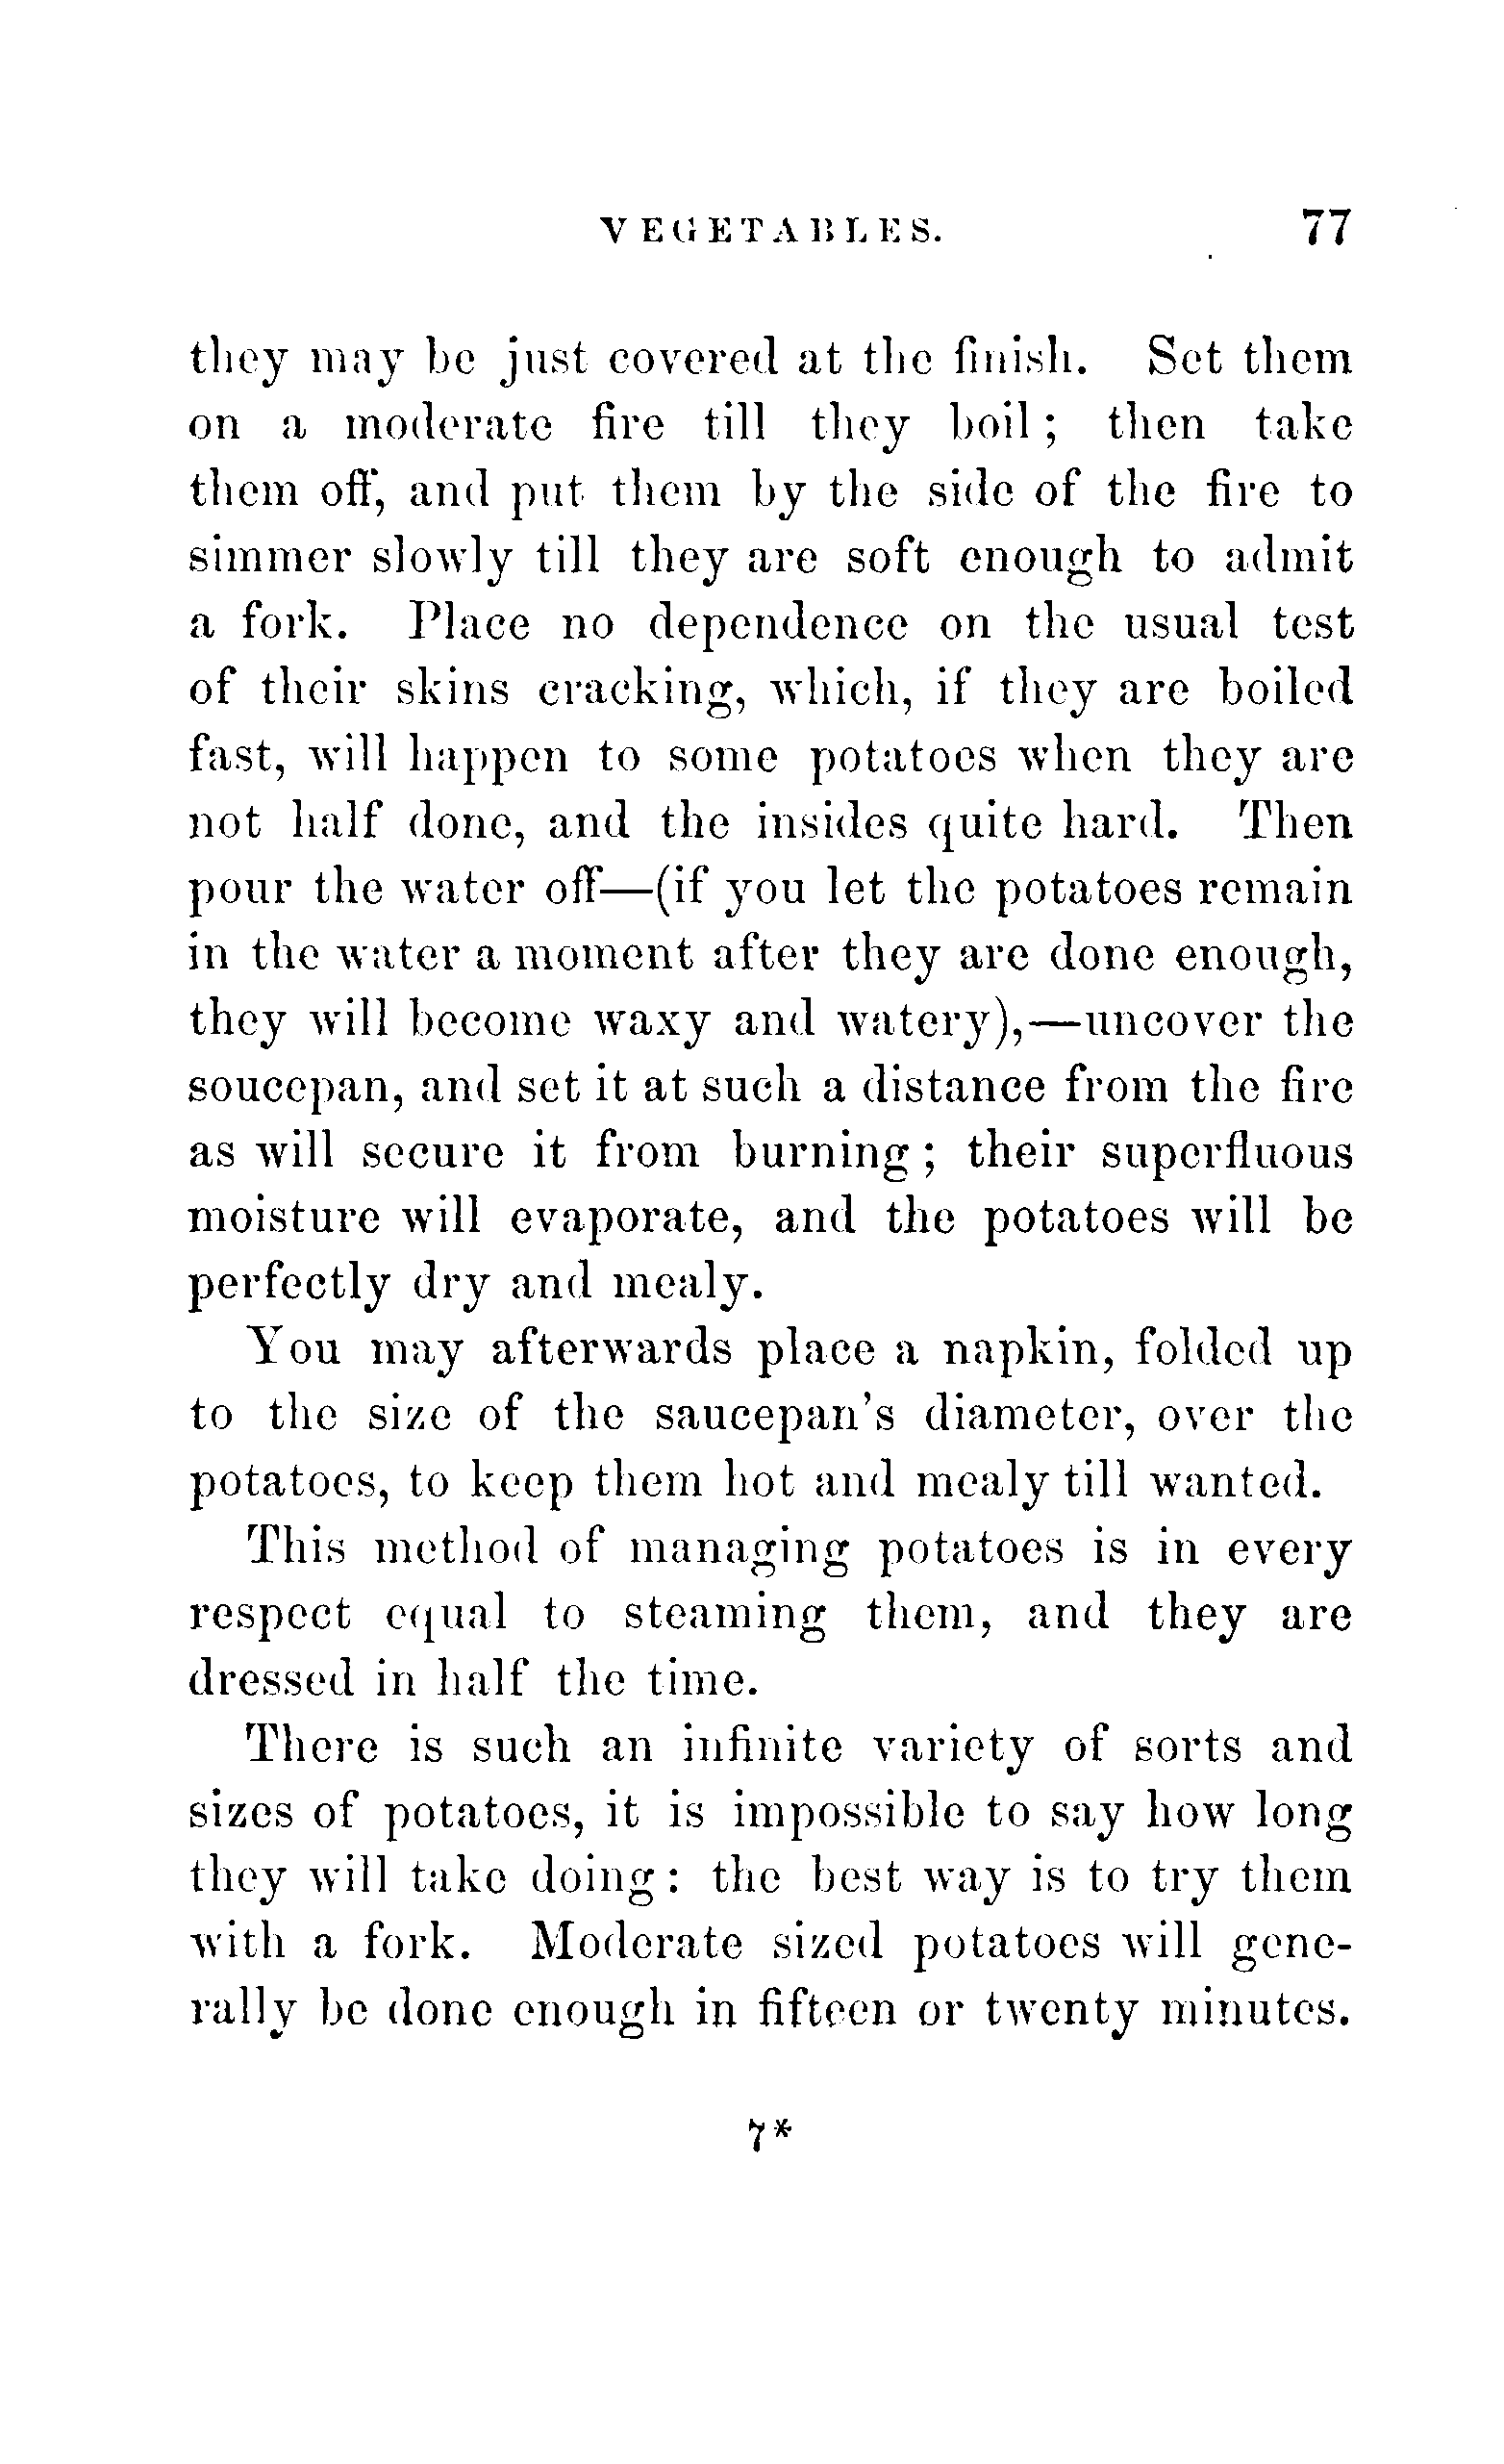 VEGETABLES. 77
they may be just covered at the finish. Set them
on a moderate fire till they boil; then take
them off, and put them by the side of the fire to
simmer slowly till they are soft enough to admit
a fork. Place no dependence on the usual test
of their skins cracking, which, if they are boiled
fast, will happen to some potatoes when they are
not half done, and the insides quite hard. Then
pour the water off—(if you let the potatoes remain
in the water a moment after they are done enough,
they will become waxy and watery),—uncover the
soucepan, and set it at such a distance from the fire
as will secure it from burning; their superfluous
moisture will evaporate, and the potatoes will be
perfectly dry and mealy.
You may afterwards place a napkin, folded up
to the size of the saucepan's diameter, over the
potatoes, to keep them hot and mealy till wanted.
This method of managing potatoes is in every
respect equal to steaming them, and they are
dressed in half the time.
There is such an infinite variety of sorts and
sizes of potatoes, it is impossible to say how long
they will take doing: the best way is to try them
with a fork. Moderate sized potatoes will gene-
rally be done enough in fifteen or twenty minutes.
7*